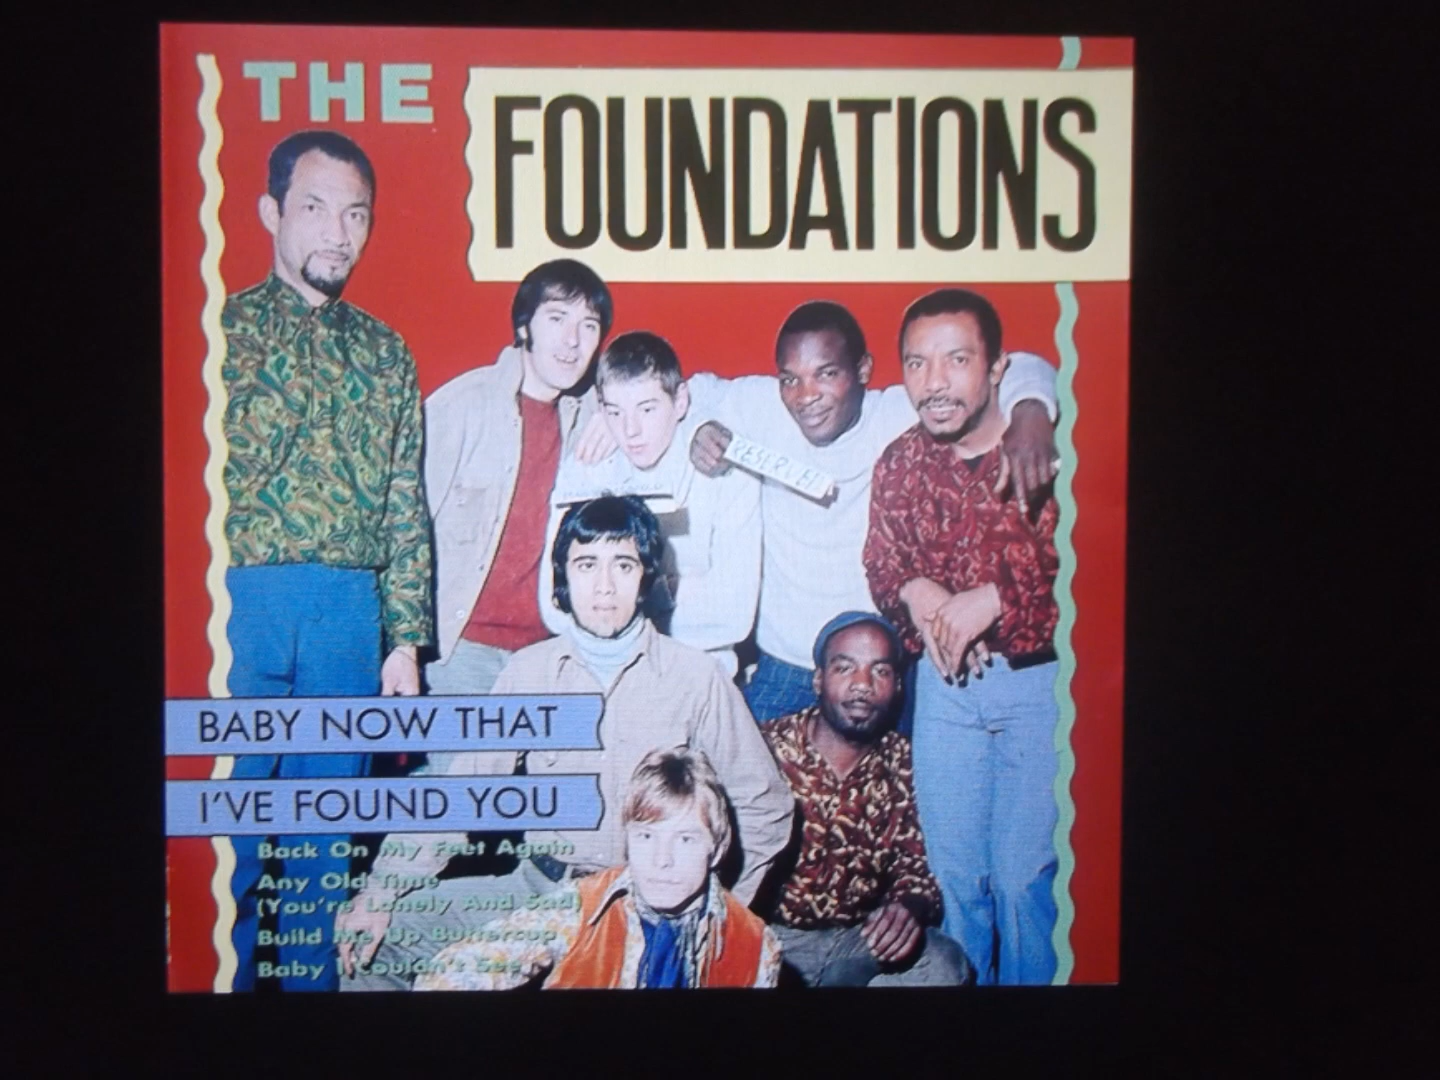 THE
FOUNDATIONS
RESERVED
BABY NOW THAT
I'VE FOUND YOU
Back On My Feet Again
Any Old Time
(You're Lonely And Sad)
Build Me Up Buttercup
Baby I Couldn't See